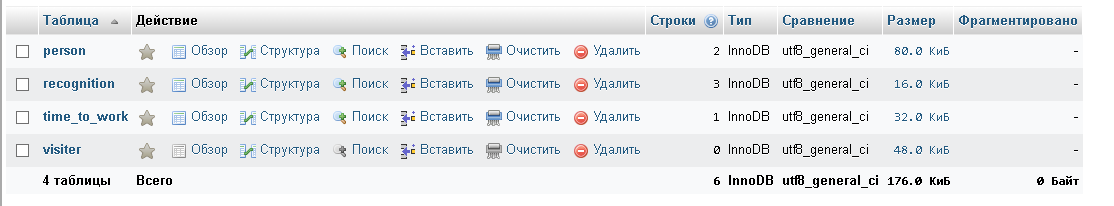 Таблица Действие Строки Тип Сравнение Размер Фрагментировано
person Обзор Структура Поиск Вставить Очистить Удалить 2 InnoDB utf8_general_ci 80.0 КиБ -
recognition Обзор Структура Поиск Вставить Очистить Удалить 3 InnoDB utf8_general_ci 16.0 КиБ -
time_to_work Обзор Структура Поиск Вставить Очистить Удалить 1 InnoDB utf8_general_ci 32.0 КиБ -
visiter Обзор Структура Поиск Вставить Очистить Удалить 0 InnoDB utf8_general_ci 48.0 КиБ -
4 таблицы Всего 6 InnoDB utf8_general_ci 176.0 КиБ 0 Байт